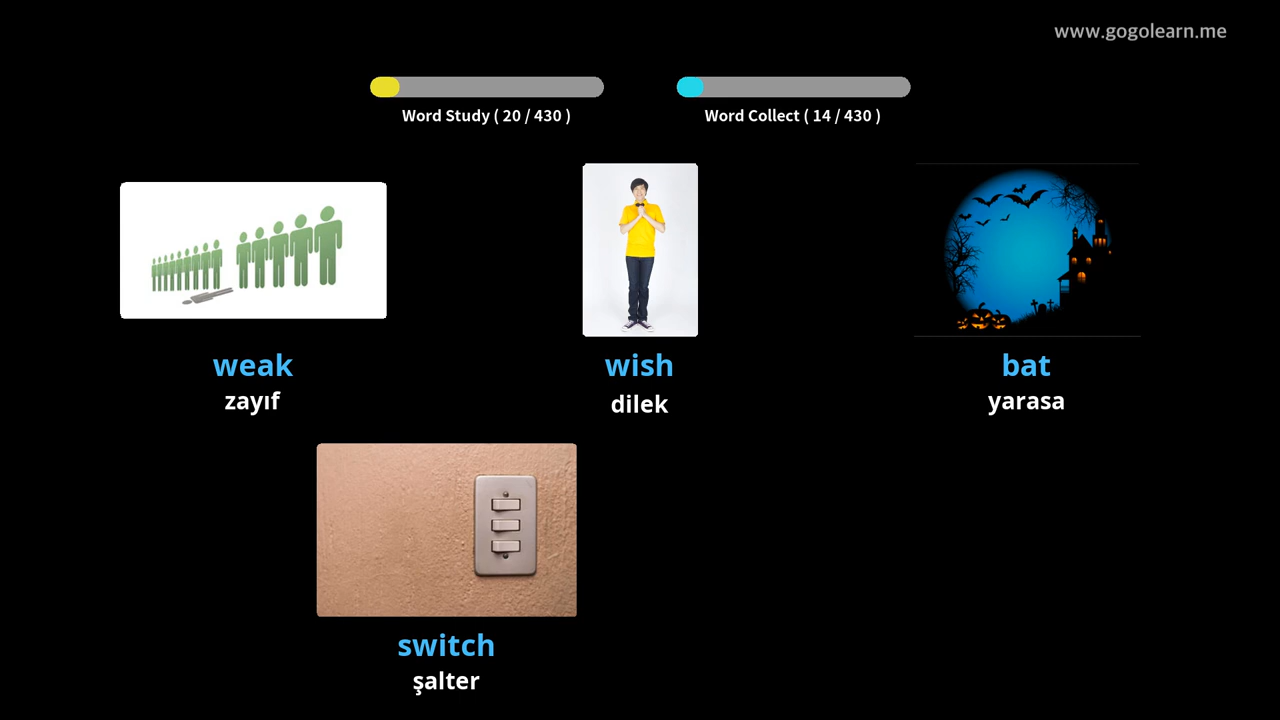 www.gogolearn.me
Word Study ( 20 / 430 )
Word Collect ( 14 / 430 )
weak
zayıf
wish
dilek
bat
yarasa
switch
şalter